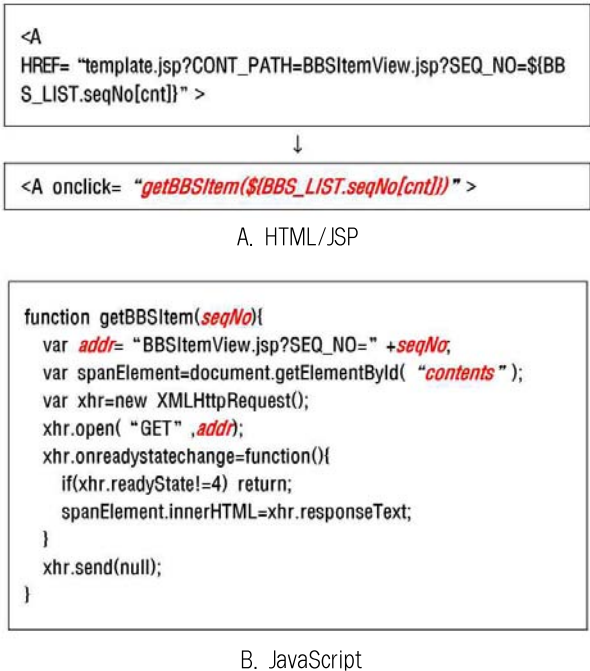 <A
HREF= “template.jsp?CONT_PATH=BBSItemView.jsp?SEQ_NO=${BB
S_LIST.seqNo[cnt]}” >
↓
<A onclick= “getBBSItem(${BBS_LIST.seqNo[cnt]})” >
A. HTML/JSP
function getBBSItem(seqNo){
var addr= “BBSItemView.jsp?SEQ_NO=” +seqNo;
var spanElement=document.getElementById( “contents” );
var xhr=new XMLHttpRequest();
xhr.open( “GET” ,addr);
xhr.onreadystatechange=function(){
if(xhr.readyState!=4) return;
spanElement.innerHTML=xhr.responseText;
}
xhr.send(null);
}
B. JavaScript